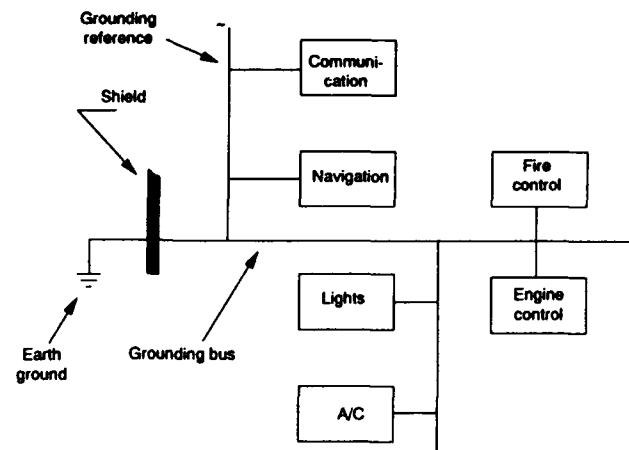 Grounding
reference
Communi-
cation
Shield
Navigation
Fire
control
Lights
Engine
control
Earth
ground
Grounding bus
A/C